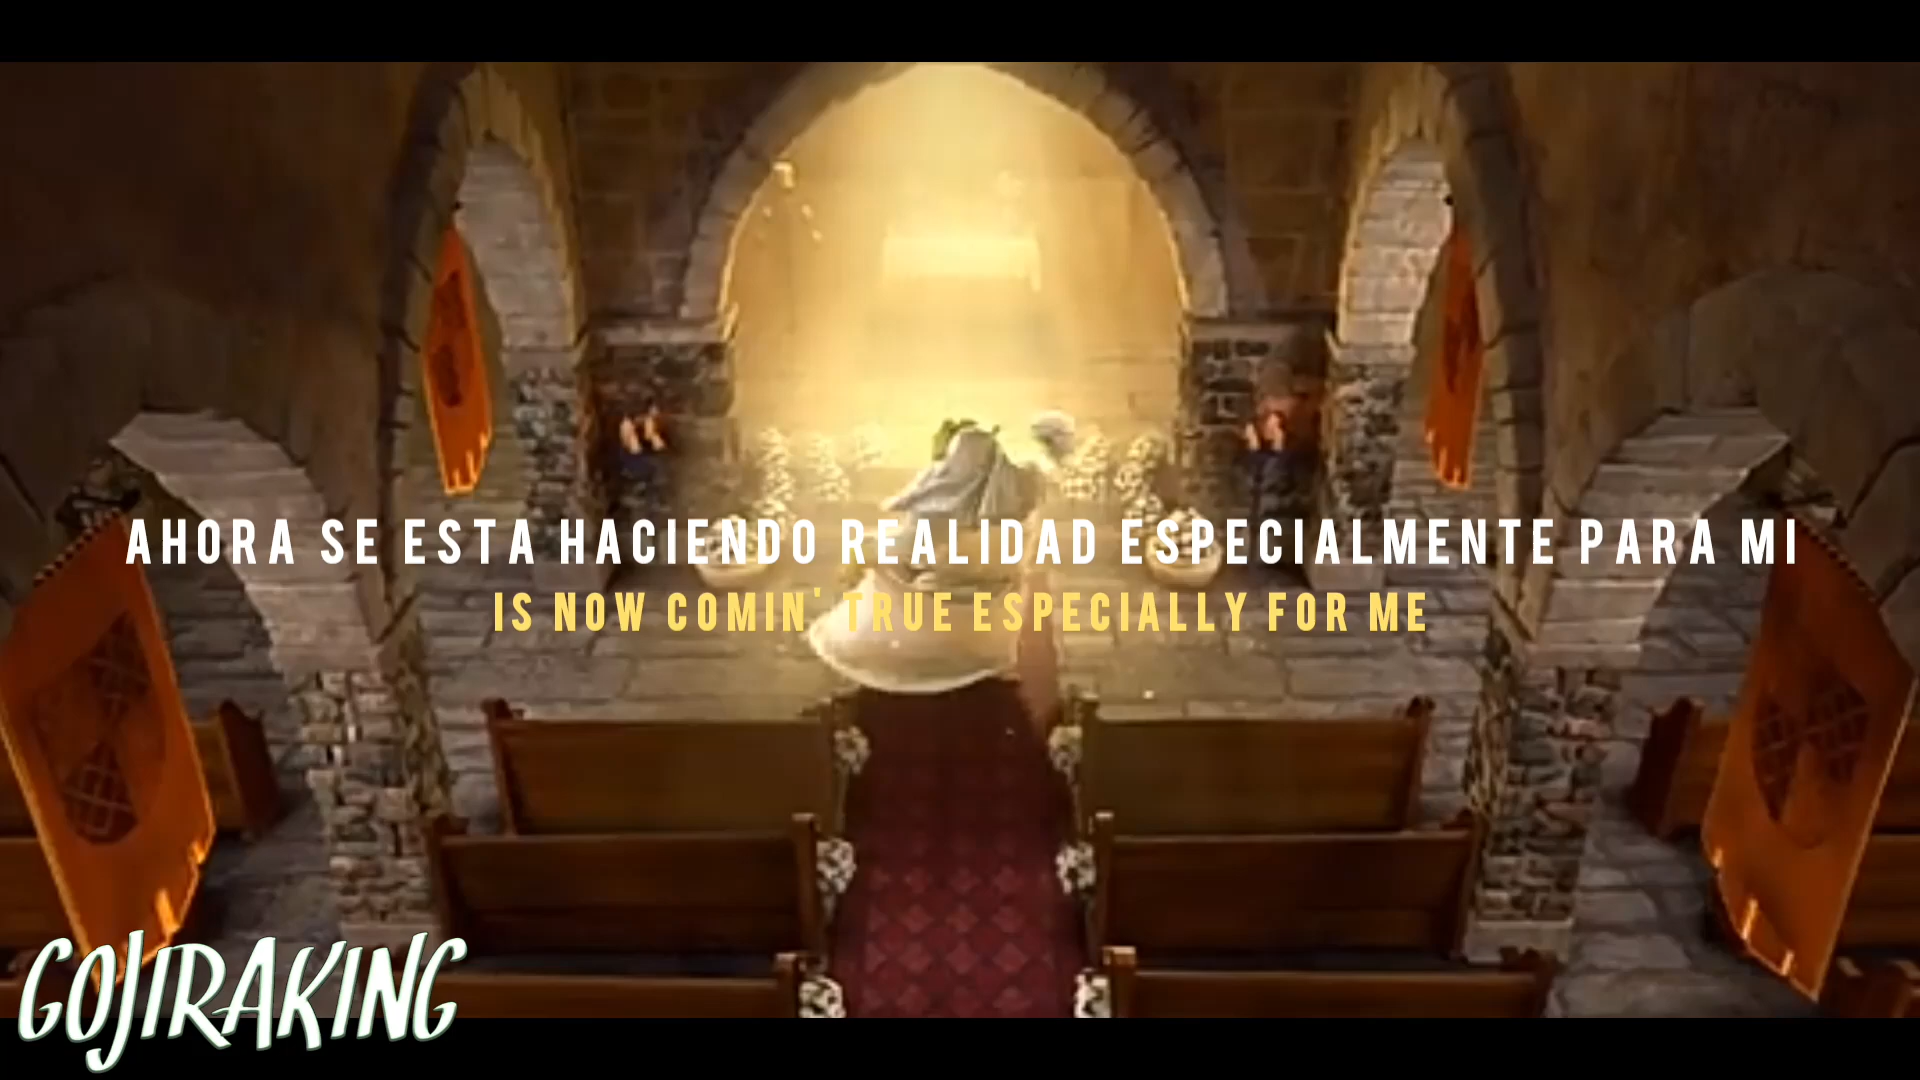 AHORA SE ESTA HACIENDO REALIDAD ESPECIALMENTE PARA MI
IS NOW COMIN' TRUE ESPECIALLY FOR ME
GOJIRAKING